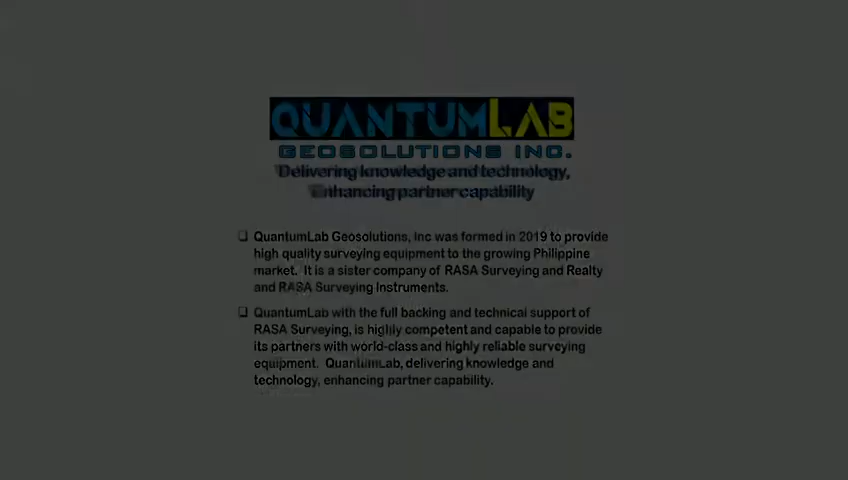 QUANTUMLAB
GEOSOLUTIONS INC.
Delivering knowledge and technology,
Enhancing partner capability
❑ QuantumLab Geosolutions, Inc was formed in 2019 to provide
high quality surveying equipment to the growing Philippine
market. It is a sister company of RASA Surveying and Realty
and RASA Surveying Instruments.
❑ QuantumLab with the full backing and technical support of
RASA Surveying, is highly competent and capable to provide
its partners with world-class and highly reliable surveying
equipment. QuantumLab, delivering knowledge and
technology, enhancing partner capability.